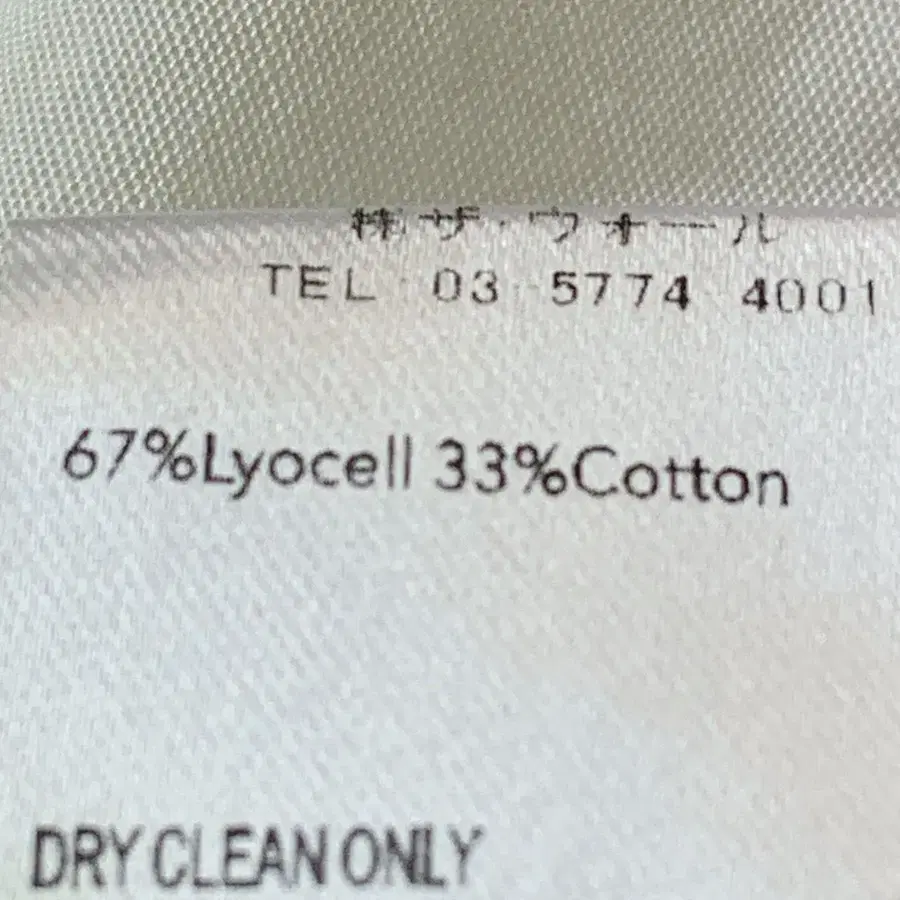 ㈱ザ・ウォール
TEL 03 5774 4001
67%Lyocell 33%Cotton
DRY CLEAN ONLY